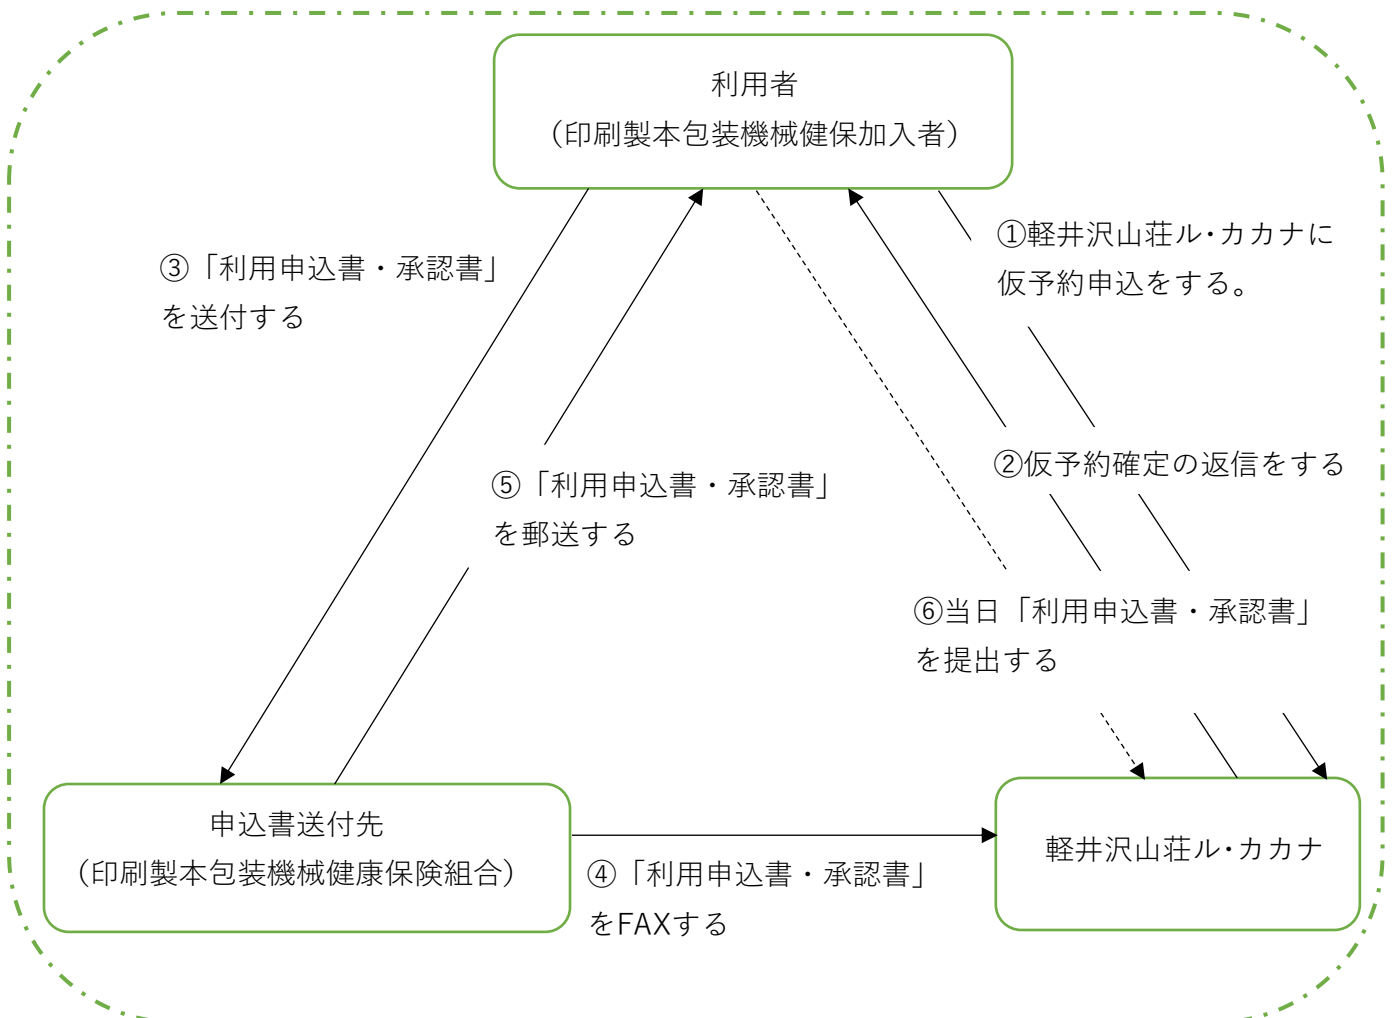 利用者
（印刷製本包装機械健保加入者）
①軽井沢山荘ル・カカナに
仮予約申込をする。
③「利用申込書・承認書」
を送付する
②仮予約確定の返信をする
⑤「利用申込書・承認書」
を郵送する
⑥当日「利用申込書・承認書」
を提出する
申込書送付先
（印刷製本包装機械健康保険組合）
④「利用申込書・承認書」
をFAXする
軽井沢山荘ル・カカナ